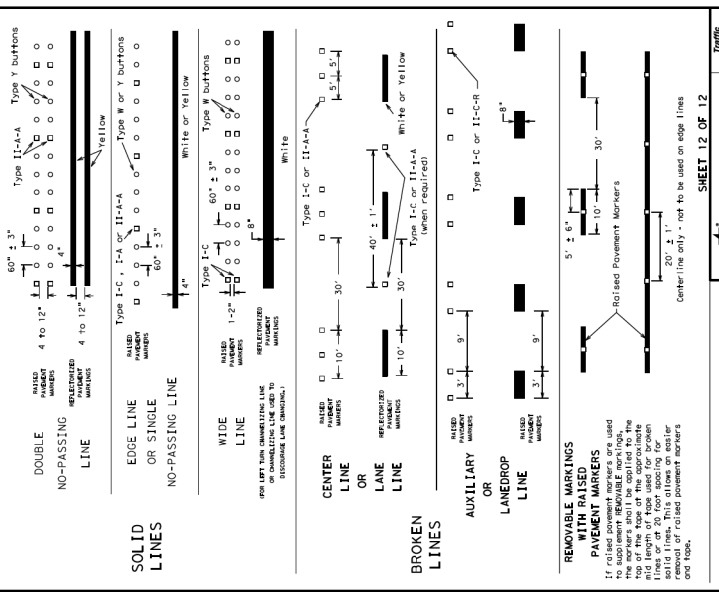 SOLID
LINES
DOUBLE
NO-PASSING
LINE
RAISED
PAVEMENT
MARKERS
4 to 12"
60" ± 3"
Type II-A-A
Type Y buttons
REFLECTORIZED
PAVEMENT
MARKINGS
4 to 12"
4"
Yellow
EDGE LINE
OR SINGLE
NO-PASSING LINE
RAISED
PAVEMENT
MARKERS
Type I-C , I-A or II-A-A
60" ± 3"
Type W or Y buttons
4"
White or Yellow
WIDE
LINE
(FOR LEFT TURN CHANNELIZING LINE
OR CHANNELIZING LINE USED TO
DISCOURAGE LANE CHANGING.)
RAISED
PAVEMENT
MARKERS
1-2"
Type I-C
60" ± 3"
Type W buttons
REFLECTORIZED
PAVEMENT
MARKINGS
8"
White
BROKEN
LINES
CENTER
LINE
OR
LANE
LINE
RAISED
PAVEMENT
MARKERS
10'
30'
Type I-C or II-A-A
5'
5'
REFLECTORIZED
PAVEMENT
MARKINGS
10'
30'
40' ± 1'
Type I-C or II-A-A
(when required)
White or Yellow
AUXILIARY
OR
LANEDROP
LINE
RAISED
PAVEMENT
MARKERS
3'
9'
Type I-C or II-C-R
RAISED
PAVEMENT
MARKERS
3'
9'
8"
REMOVABLE MARKINGS
WITH RAISED
PAVEMENT MARKERS
If raised pavement markers are used
to supplement REMOVABLE markings,
the markers shall be applied to the
top of the tape at the approximate
mid length of tape used for broken
lines or at 20 foot spacing for
solid lines. This allows an easier
removal of raised pavement markers
and tape.
5' ± 6"
10'
30'
Raised Pavement Markers
20' ± 1'
Centerline only - not to be used on edge lines
SHEET 12 OF 12
Traffic